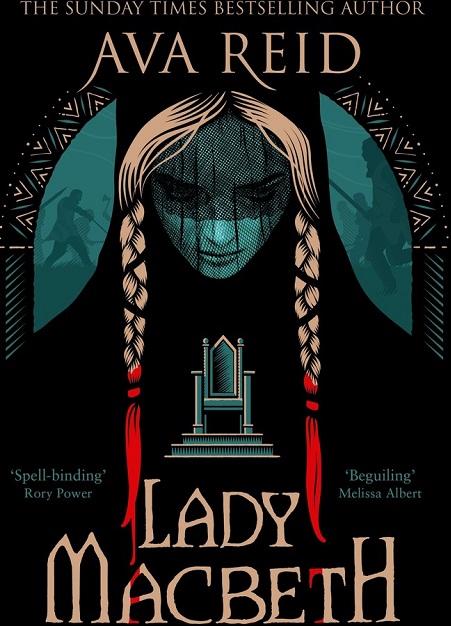 THE SUNDAY TIMES BESTSELLING AUTHOR
AVA REID
‘Spell-binding’
Rory Power
‘Beguiling’
Melissa Albert
LADY
MACBETH